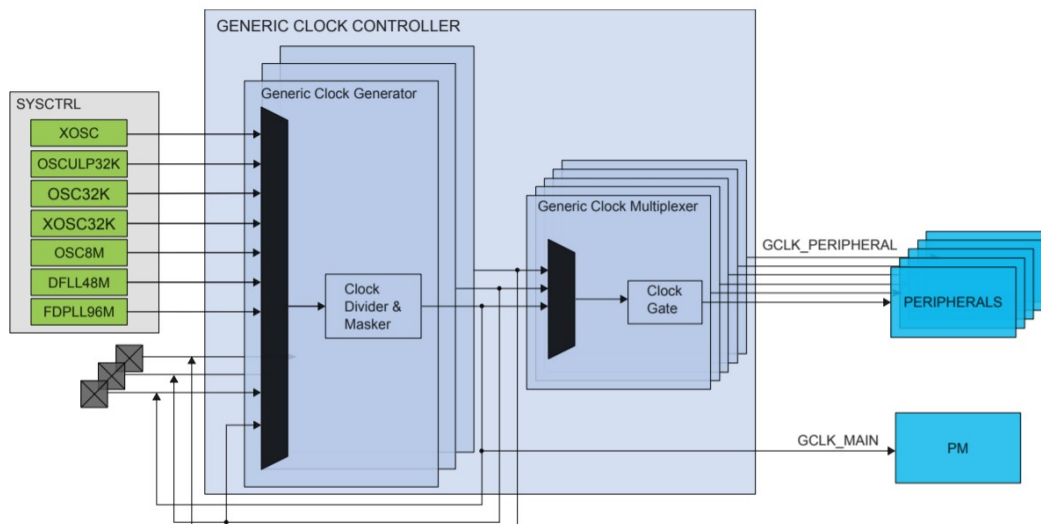 GENERIC CLOCK CONTROLLER
Generic Clock Generator
SYSCTRL
XOSC
OSCULP32K
OSC32K
XOSC32K
OSC8M
DFLL48M
FDPLL96M
Clock
Divider &
Masker
Generic Clock Multiplexer
Clock
Gate
GCLK_PERIPHERAL
PERIPHERALS
GCLK_MAIN
PM